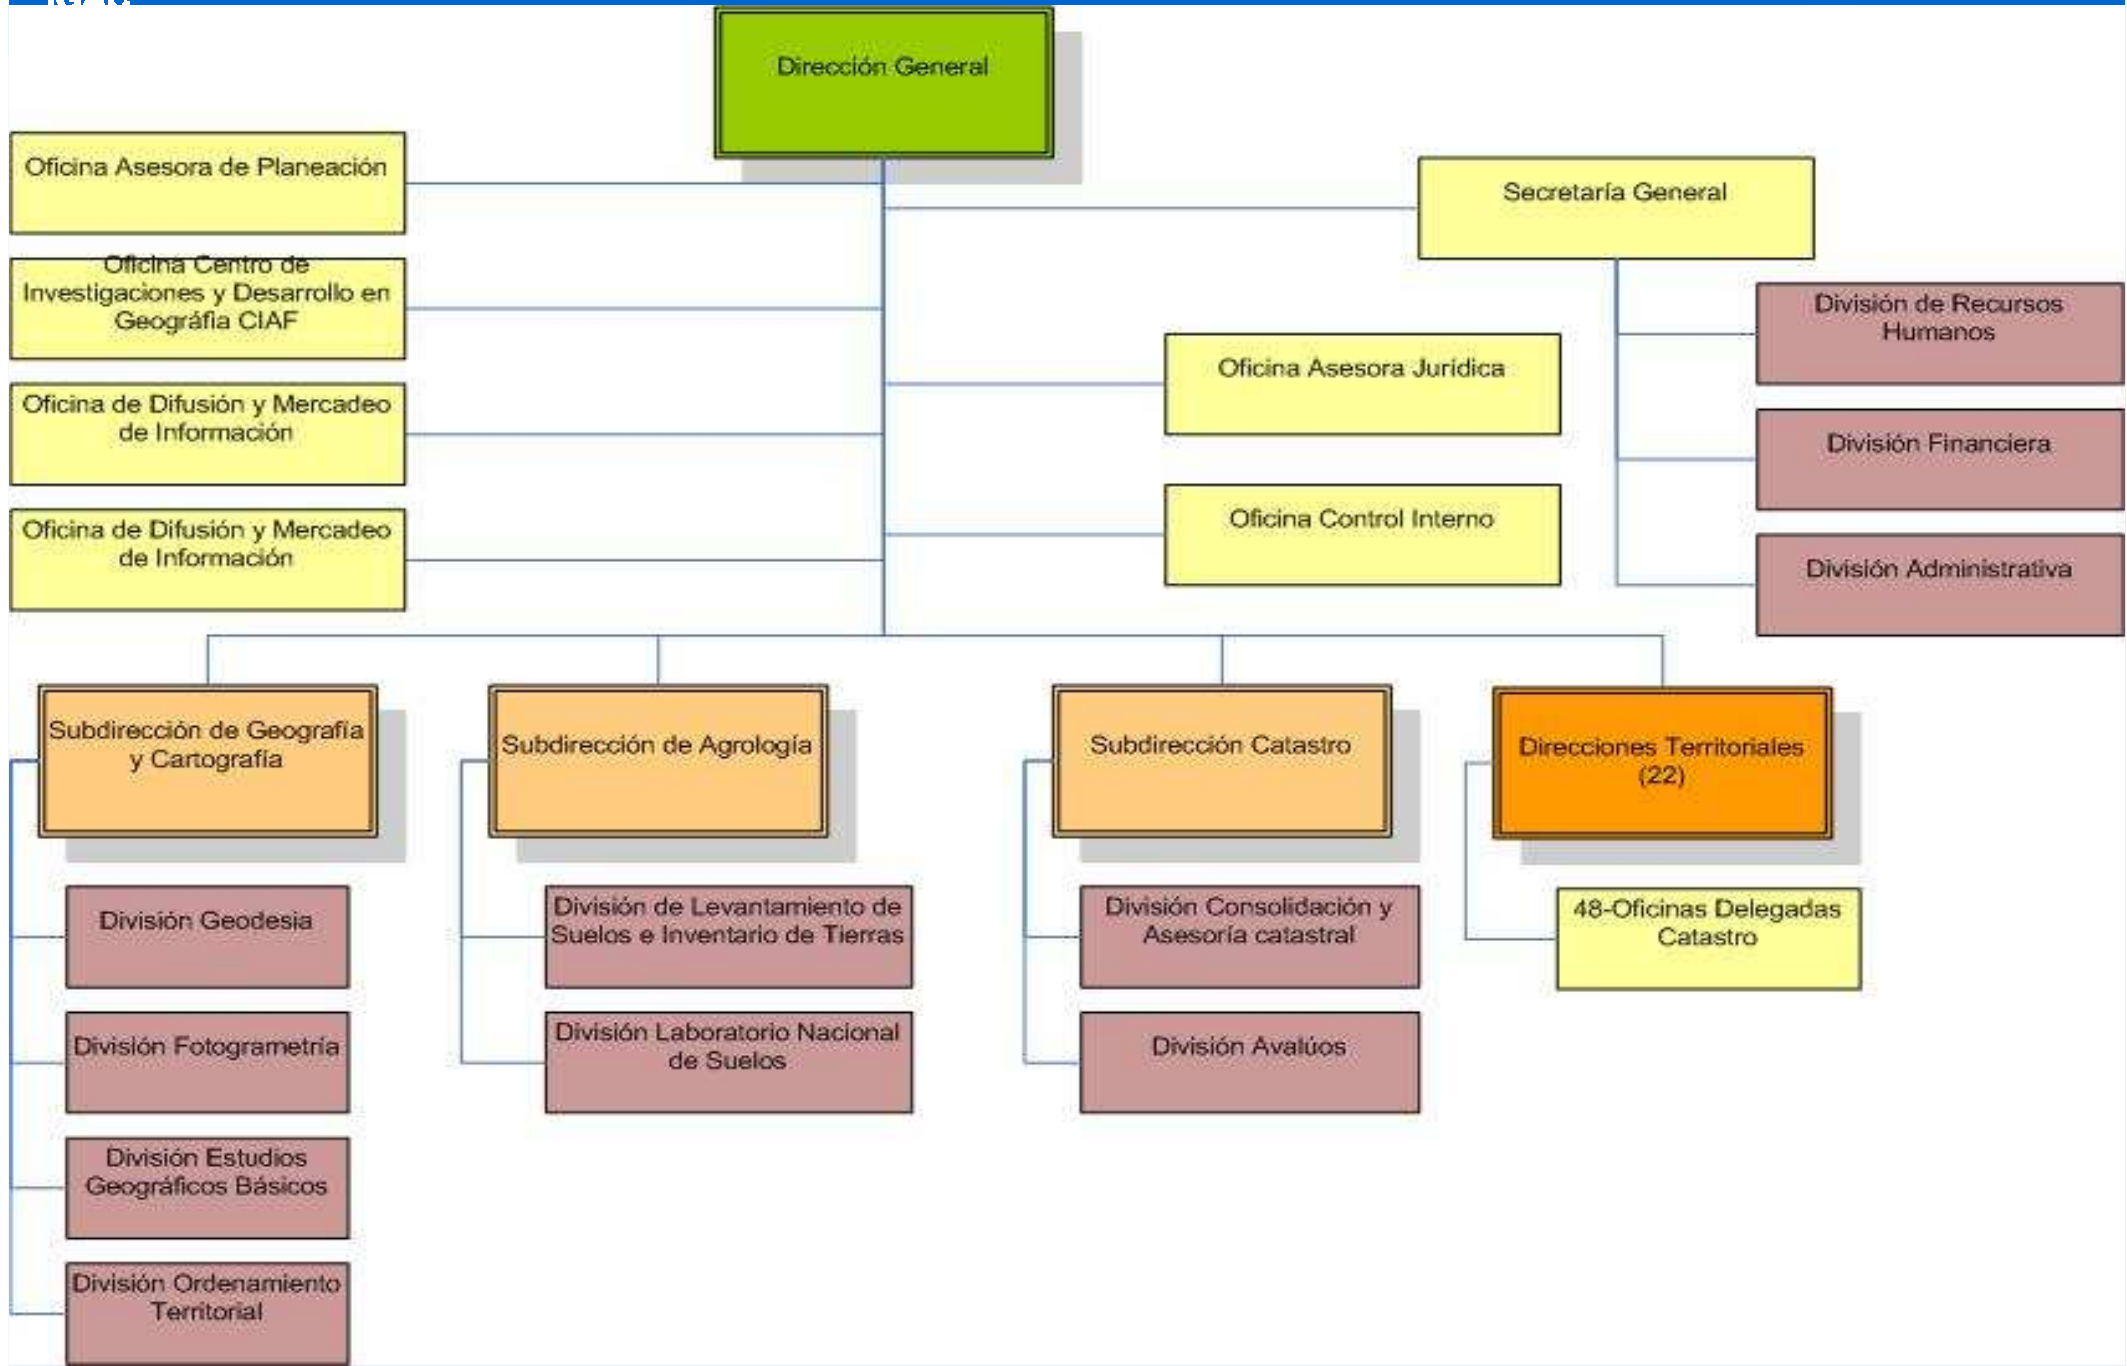 Dirección General
Oficina Asesora de Planeación
Secretaría General
Oficina Centro de
Investigaciones y Desarrollo en
Geográfia CIAF
División de Recursos
Humanos
Oficina Asesora Jurídica
Oficina de Difusión y Mercadeo
de Información
División Financiera
Oficina Control Interno
Oficina de Difusión y Mercadeo
de Información
División Administrativa
Subdirección de Geografía
y Cartografía
Subdirección de Agrología
Subdirección Catastro
Direcciones Territoriales
(22)
División Geodesia
División de Levantamiento de
Suelos e Inventario de Tierras
División Consolidación y
Asesoría catastral
48-Oficinas Delegadas
Catastro
División Fotogrametría
División Laboratorio Nacional
de Suelos
División Avalúos
División Estudios
Geográficos Básicos
División Ordenamiento
Territorial